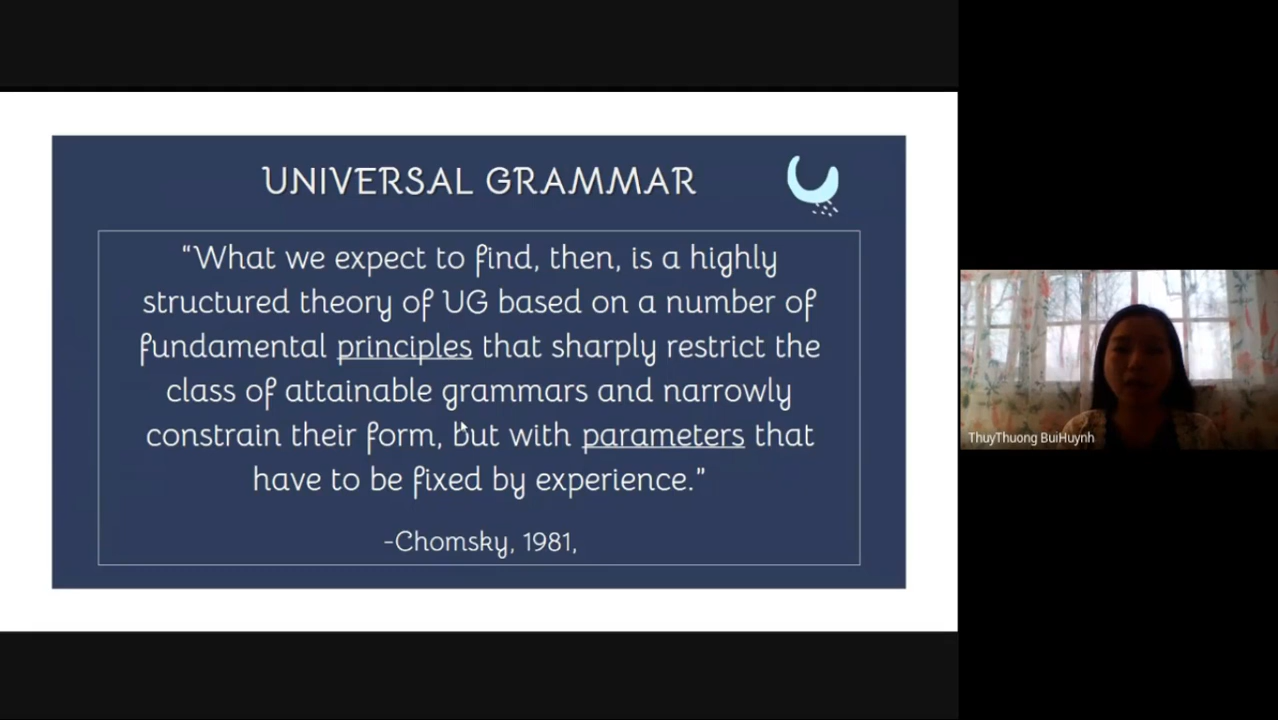 UNIVERSAL GRAMMAR
“What we expect to find, then, is a highly
structured theory of UG based on a number of
fundamental principles that sharply restrict the
class of attainable grammars and narrowly
constrain their form, but with parameters that
have to be fixed by experience.”
-Chomsky, 1981,
ThuyThuong BuiHuynh